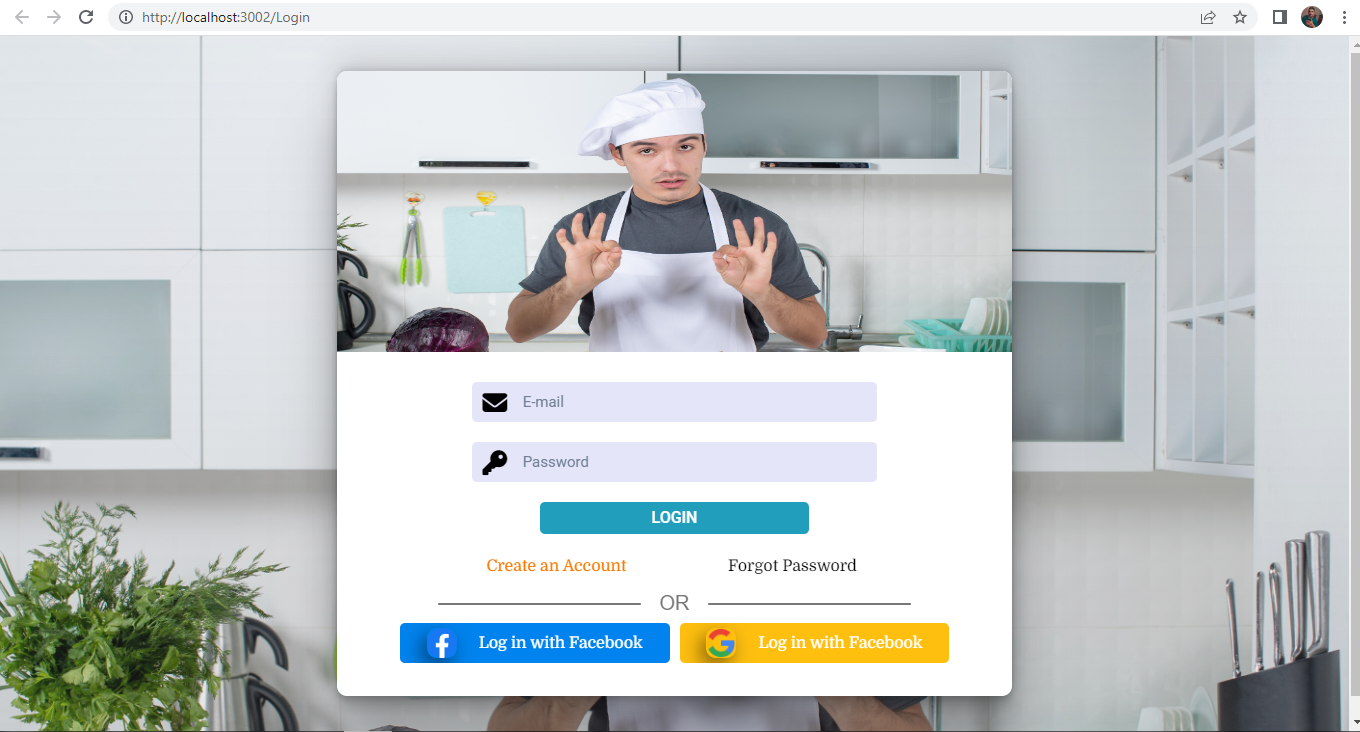 http://localhost:3002/Login
E-mail
Password
LOGIN
Create an Account Forgot Password
OR
Log in with Facebook Log in with Facebook